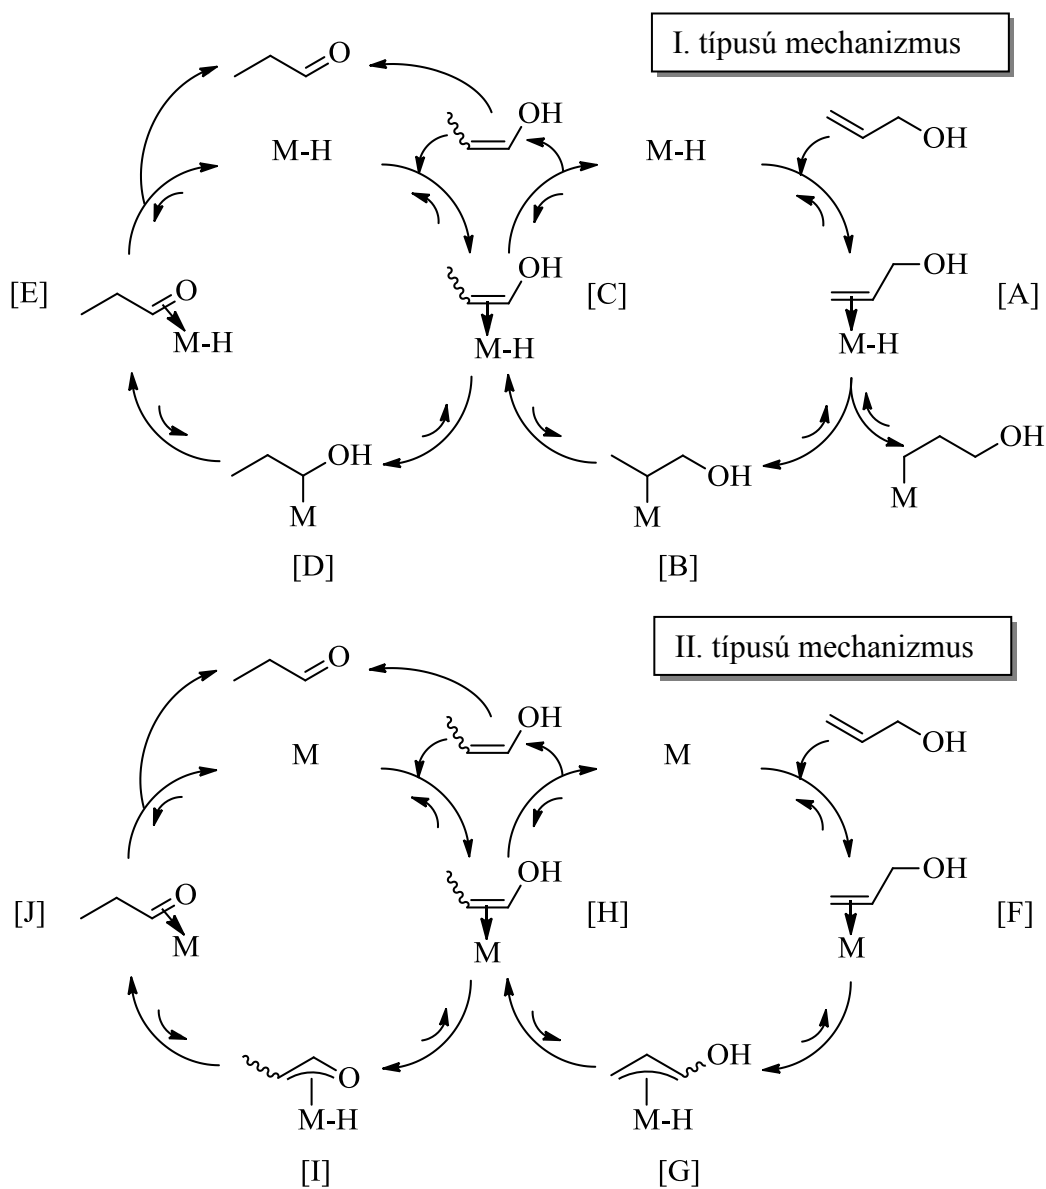 I. típusú mechanizmus
O
OH
M-H
M-H
OH
OH
OH
[E]
O
[C]
[A]
M-H
M-H
M-H
OH
OH
OH
M
M
M
[D]
[B]
II. típusú mechanizmus
O
OH
M
M
OH
OH
OH
[J]
O
[H]
[F]
M
M
M
O
OH
M-H
M-H
[I]
[G]